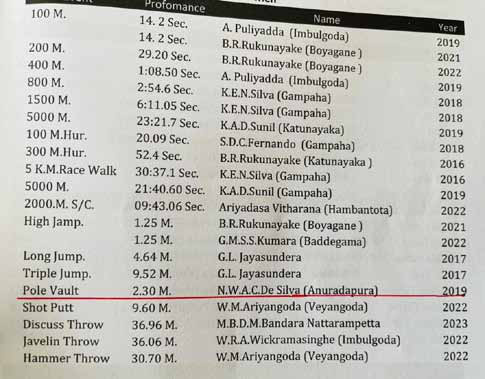 Profomance Name Year
100 M. 14. 2 Sec. A. Puliyadda (Imbulgoda) 2019
14. 2 Sec. B.R.Rukunayake (Boyagane) 2021
200 M. 29.20 Sec. B.R.Rukunayake (Boyagane ) 2022
400 M. 1:08.50 Sec. A. Puliyadda (Imbulgoda) 2019
800 M. 2:54.6 Sec. K.E.N.Silva (Gampaha) 2018
1500 M. 6:11.05 Sec. K.E.N.Silva (Gampaha) 2018
5000 M. 23:21.7 Sec. K.A.D.Sunil (Katunayaka) 2019
100 M.Hur. 20.09 Sec. S.D.C.Fernando (Gampaha) 2018
300 M.Hur. 52.4 Sec. B.R.Rukunayake (Katunayaka ) 2016
5 K.M.Race Walk 30:37.1 Sec. K.E.N.Silva (Gampaha) 2016
5000 M. 21:40.60 Sec. K.A.D.Sunil (Gampaha) 2019
2000.M. S/C. 09:43.06 Sec. Ariyadasa Vitharana (Hambantota) 2022
High Jamp. 1.25 M. B.R.Rukunayake (Boyagane ) 2021
1.25 M. G.M.S.S.Kumara (Baddegama ) 2022
Long Jump. 4.64 M. G.L. Jayasundera 2017
Triple Jump. 9.52 M. G.L. Jayasundera 2017
Pole Vault 2.30 M. N.W.A.C.De Silva (Anuradapura) 2019
Shot Putt 9.60 M. W.M.Ariyangoda (Veyangoda) 2022
Discuss Throw 36.96 M. M.B.D.M.Bandara Nattarampetta 2023
Javelin Throw 36.06 M. W.R.A.Wickramasinghe (Imbulgoda) 2022
Hammer Throw 30.70 M. W.M.Ariyangoda (Veyangoda) 2022